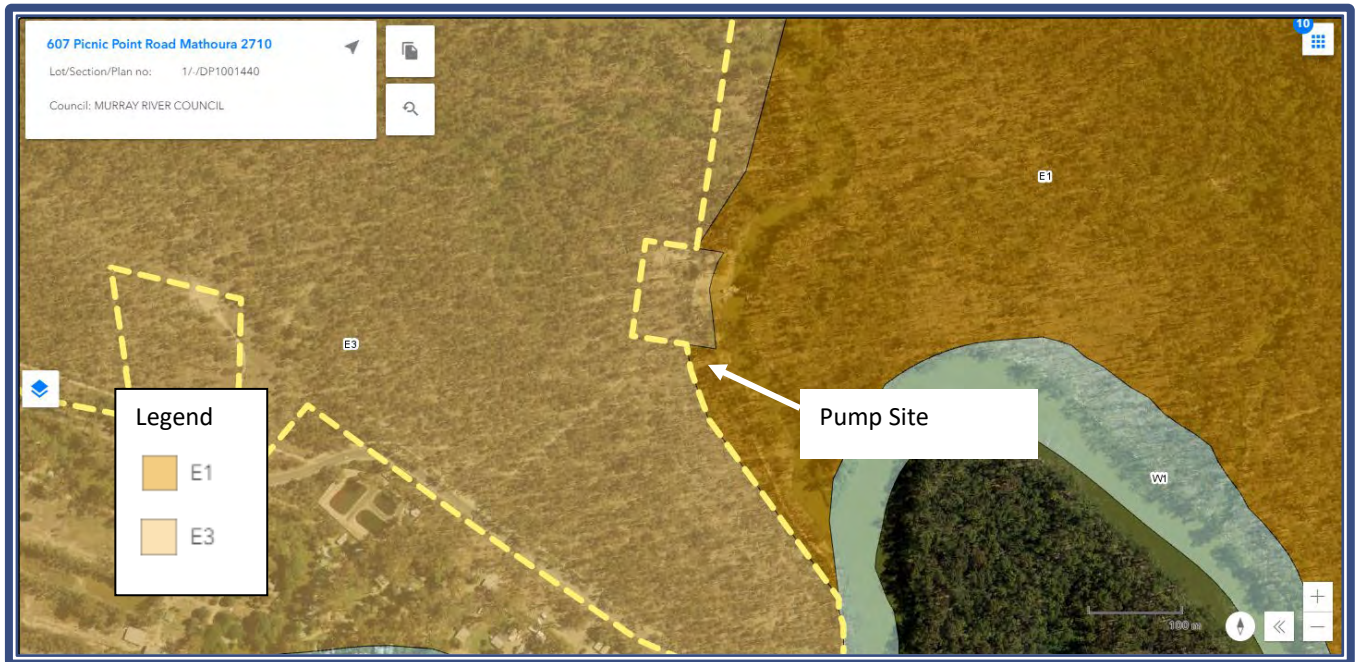 607 Picnic Point Road Mathoura 2710
Lot/Section/Plan no: 1/-/DP1001440
Council: MURRAY RIVER COUNCIL
10
E1
E3
Legend
E1
E3
Pump Site
W1
100 m